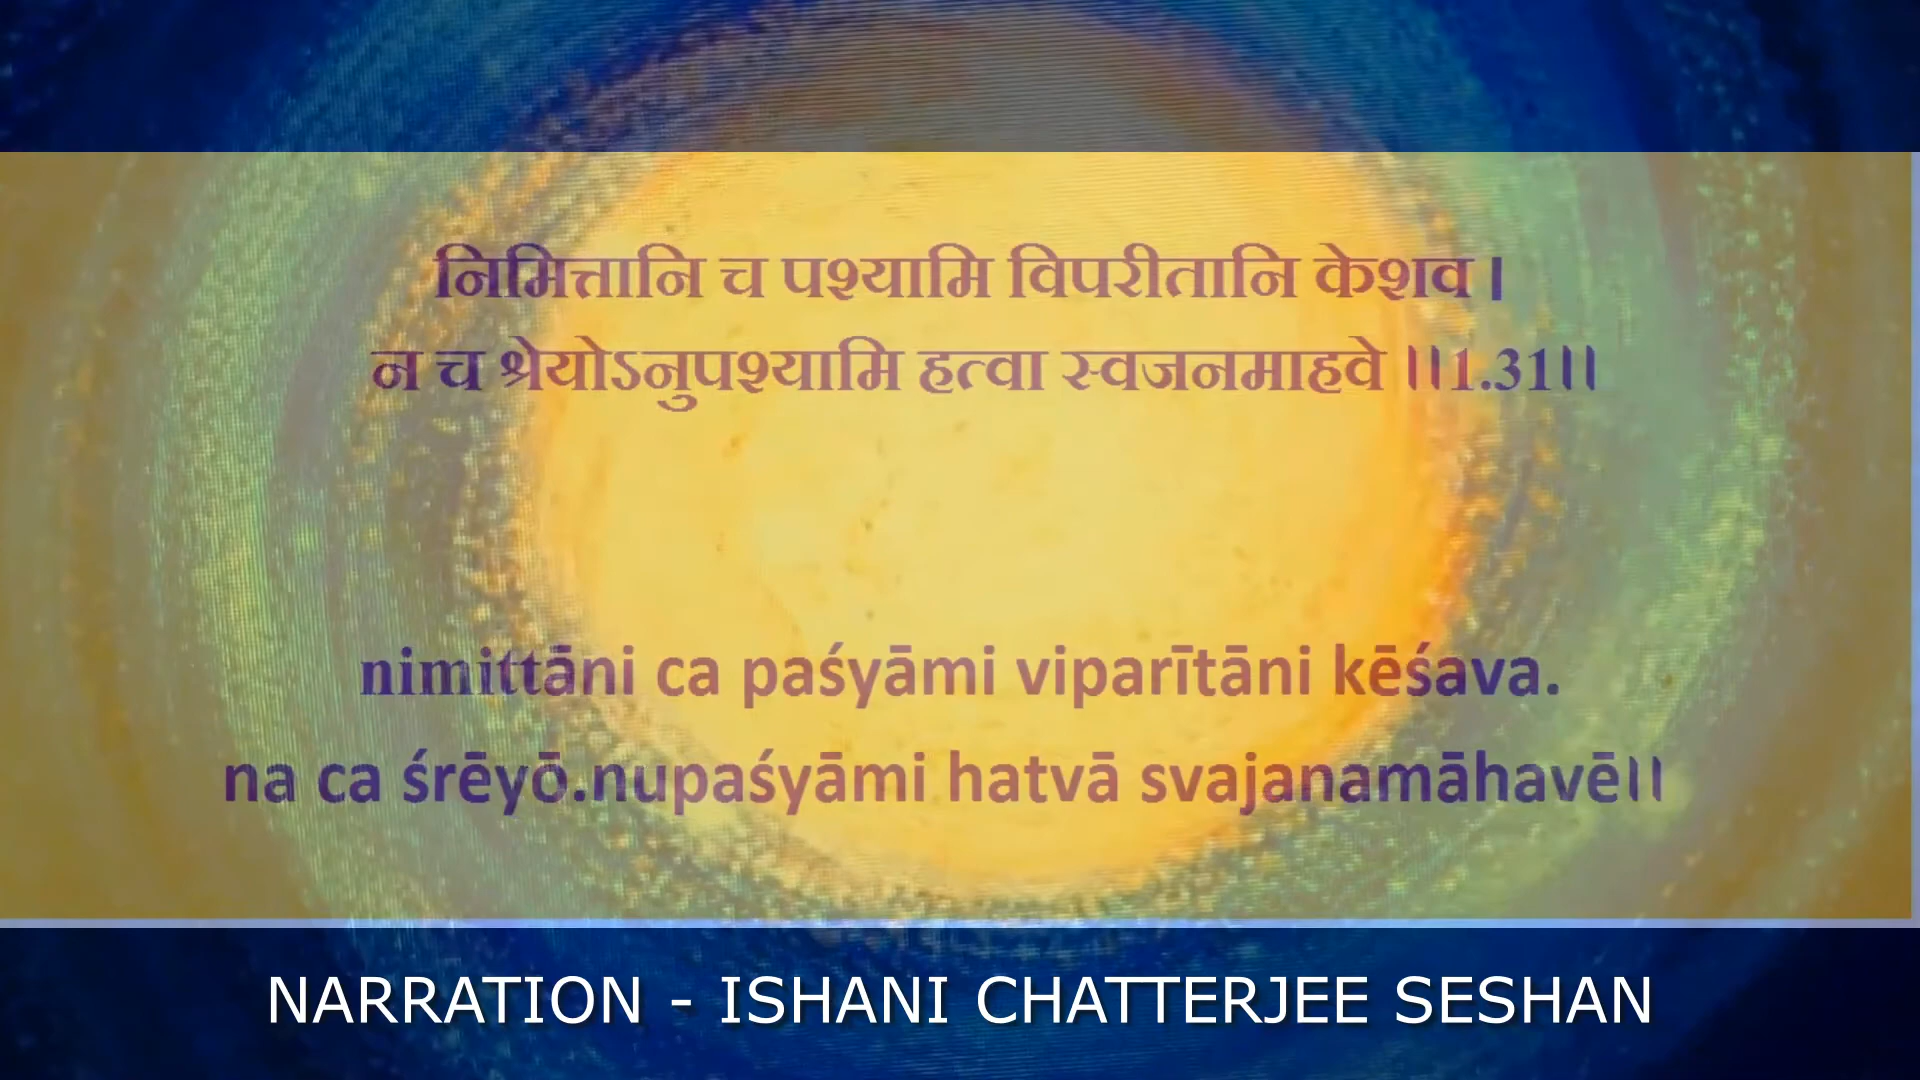 निमित्तानि च पश्यामि विपरीतानि केशव।
न च श्रेयोऽनुपश्यामि हत्वा स्वजनमाहवे।।1.31।।
nimittāni ca paśyāmi viparītāni kēśava.
na ca śrēyō.nupaśyāmi hatvā svajanamāhavē।।
NARRATION - ISHANI CHATTERJEE SESHAN